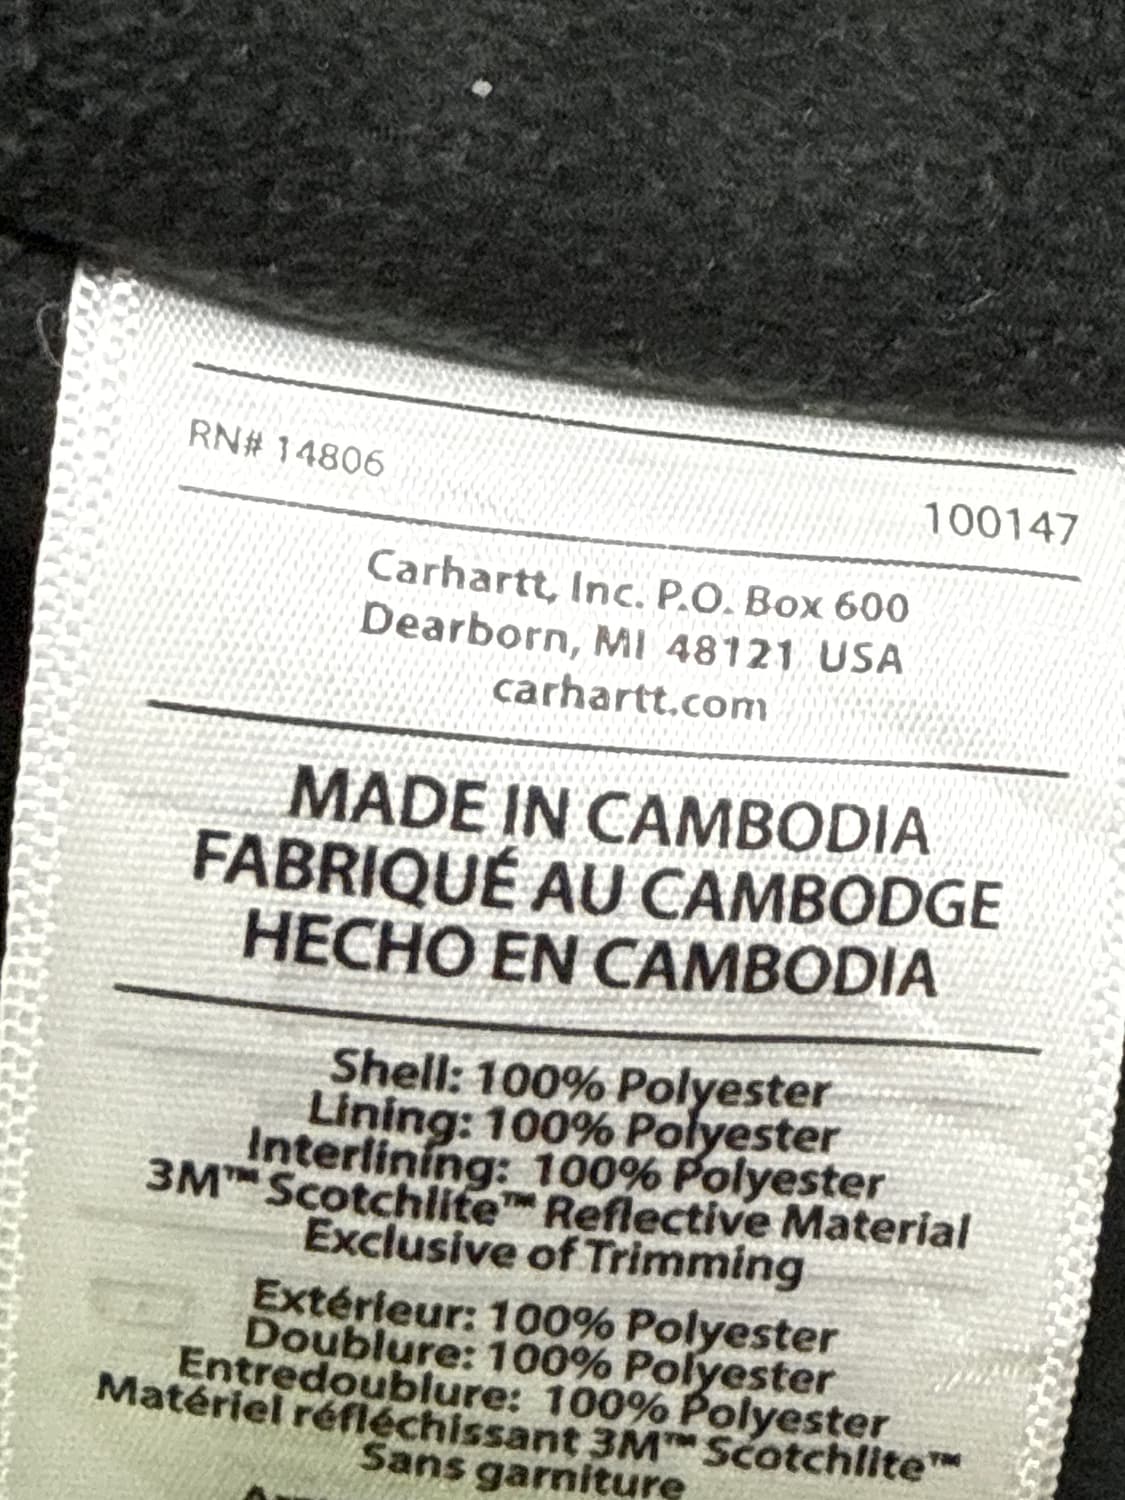 RN# 14806
100147
Carhartt, Inc. P.O. Box 600
Dearborn, MI 48121 USA
carhartt.com
MADE IN CAMBODIA
FABRIQUÉ AU CAMBODGE
HECHO EN CAMBODIA
Shell: 100% Polyester
Lining: 100% Polyester
Interlining: 100% Polyester
3M™ Scotchlite™ Reflective Material
Exclusive of Trimming
Extérieur: 100% Polyester
Doublure: 100% Polyester
Entredoublure: 100% Polyester
Matériel réfléchissant 3M™ Scotchlite™
Sans garniture